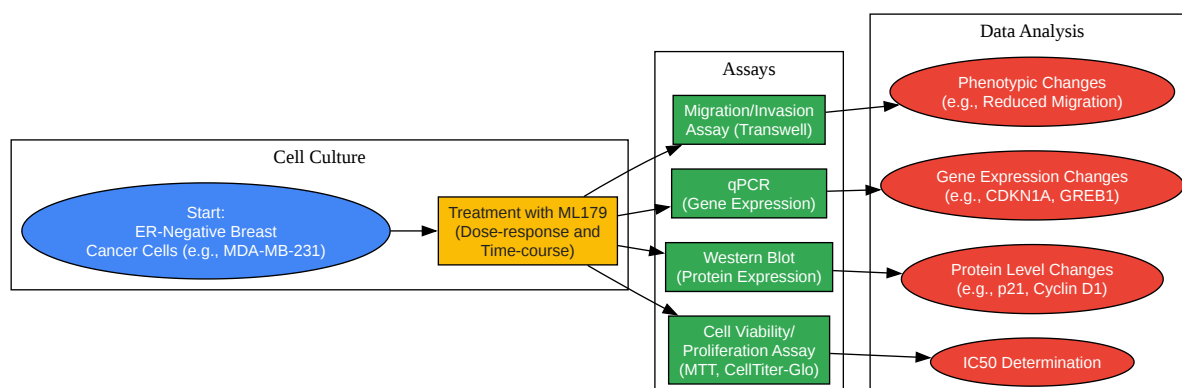 Cell Culture
Start:
ER-Negative Breast
Cancer Cells (e.g., MDA-MB-231)
Treatment with ML179
(Dose-response and
Time-course)
Assays
Migration/Invasion
Assay (Transwell)
qPCR
(Gene Expression)
Western Blot
(Protein Expression)
Cell Viability/
Proliferation Assay
(MTT, CellTiter-Glo)
Data Analysis
Phenotypic Changes
(e.g., Reduced Migration)
Gene Expression Changes
(e.g., CDKN1A, GREB1)
Protein Level Changes
(e.g., p21, Cyclin D1)
IC50 Determination